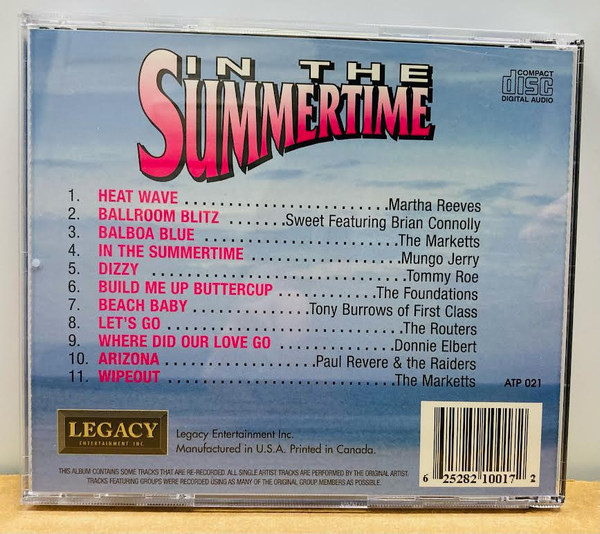 IN THE
SUMMERTIME
COMPACT
disc
DIGITAL AUDIO
1. HEAT WAVE ........................Martha Reeves
2. BALLROOM BLITZ .......Sweet Featuring Brian Connolly
3. BALBOA BLUE .......................The Marketts
4. IN THE SUMMERTIME ................Mungo Jerry
5. DIZZY ...............................Tommy Roe
6. BUILD ME UP BUTTERCUP ............The Foundations
7. BEACH BABY ...............Tony Burrows of First Class
8. LET'S GO ............................The Routers
9. WHERE DID OUR LOVE GO ............Donnie Elbert
10. ARIZONA ................Paul Revere & the Raiders
11. WIPEOUT ..........................The Marketts
ATP 021
LEGACY
ENTERTAINMENT INC.
Legacy Entertainment Inc.
Manufactured in U.S.A. Printed in Canada.
6 25282 10017 2
THIS ALBUM CONTAINS SOME TRACKS THAT ARE RE-RECORDED. ALL SINGLE ARTIST TRACKS ARE PERFORMED BY THE ORIGINAL ARTIST.
TRACKS FEATURING GROUPS WERE RECORDED USING AS MANY OF THE ORIGINAL GROUP MEMBERS AS POSSIBLE.